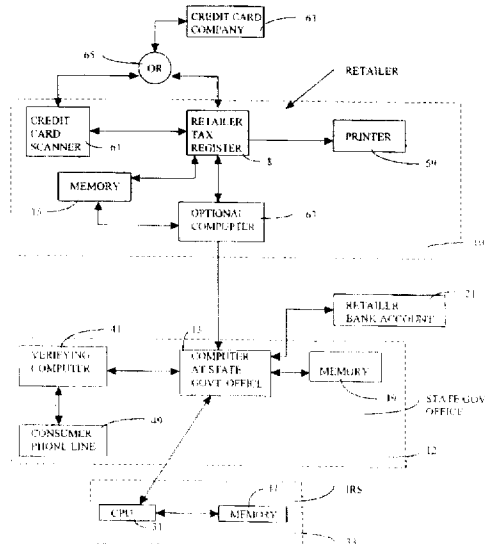 CREDIT CARD
COMPANY
63
65
OR
RETAILER
CREDIT
CARD
SCANNER
61
RETAILER
TAX
REGISTER
8
PRINTER
59
MEMORY
15
OPTIONAL
COMPUTER
10
21
RETAILER
BANK ACCOUNT
41
13
VERIFYING
COMPUTER
COMPUTER
AT STATE
GOVT. OFFICE
MEMORY
19
STATE GOV
OFFICE
49
CONSUMER
PHONE LINE
12
IRS
CPU
31
MEMORY
33